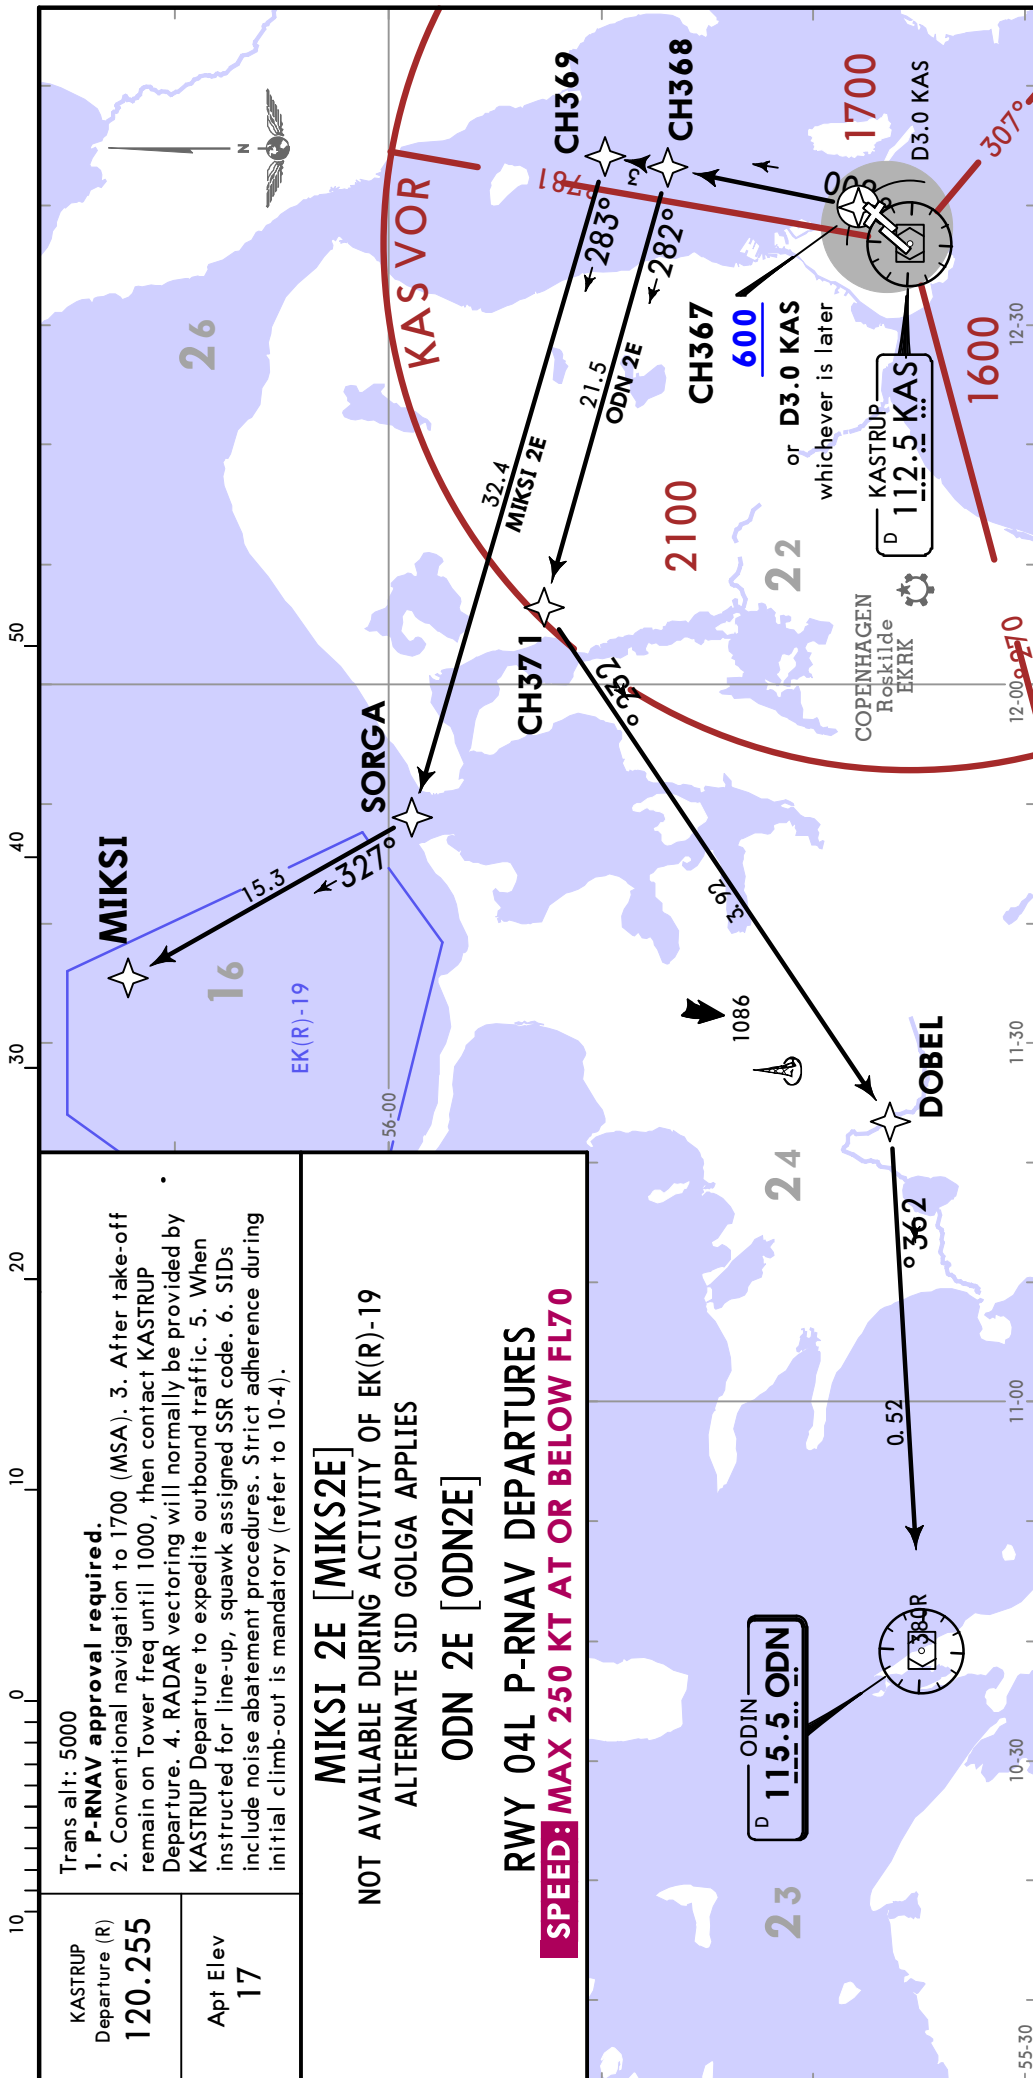 KASTRUP
Departure (R)
120.255
Apt Elev
17
Trans alt: 5000
1. P-RNAV approval required.
2. Conventional navigation to 1700 (MSA). 3. After take-off
remain on Tower freq until 1000, then contact KASTRUP
Departure. 4. RADAR vectoring will normally be provided by
KASTRUP Departure to expedite outbound traffic. 5. When
instructed for line-up, squawk assigned SSR code. 6. SIDs
include noise abatement procedures. Strict adherence during
initial climb-out is mandatory (refer to 10-4).
MIKSI 2E [MIKS2E]
NOT AVAILABLE DURING ACTIVITY OF EK(R)-19
ALTERNATE SID GOLGA APPLIES
ODN 2E [ODN2E]
RWY 04L P-RNAV DEPARTURES
SPEED: MAX 250 KT AT OR BELOW FL70
10
0
10
20
30
40
50
MIKSI
16
EK(R)-19
15.3
327°
SORGA
26
N
KAS VOR
56-00
CH369
CH368
3
283°
282°
32.4
MIKSI 2E
21.5
ODN 2E
CH371
2100
22
CH367
600
or D3.0 KAS
whichever is later
1700
D3.0 KAS
307°
KASTRUP
D 112.5 KAS
1600
COPENHAGEN
Roskilde
EKRK
270°
3.92
1086
DOBEL
24
°362
0.52
ODIN
D 115.5 ODN
23
12-30
12-00
11-30
11-00
10-30
55-30